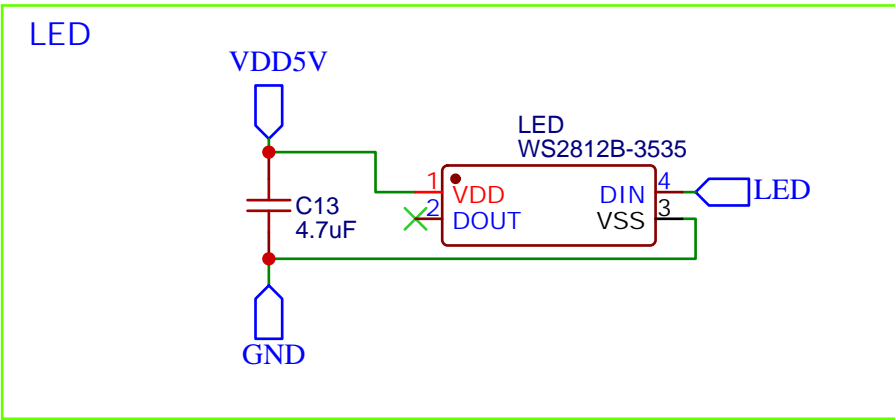 LED
VDD5V
LED
WS2812B-3535
1
VDD
DIN
4
LED
2
DOUT
VSS
3
C13
4.7uF
GND